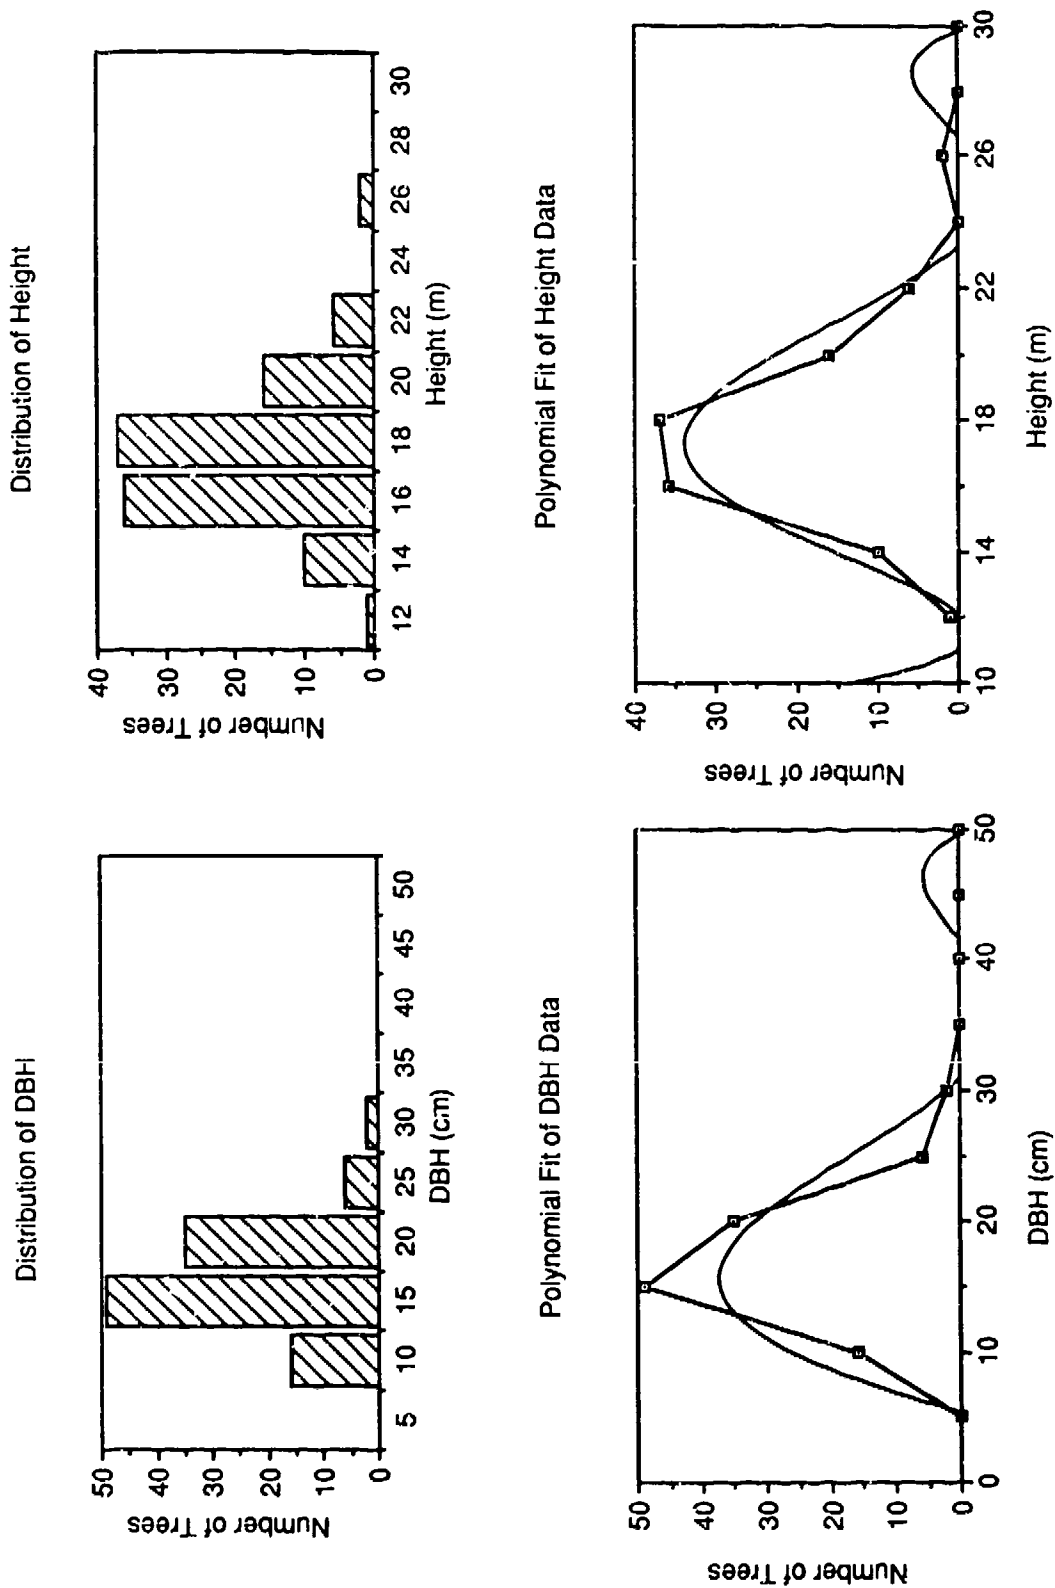 Distribution of DBH
Number of Trees
50
40
30
20
10
0
5 10 15 20 25 30 35 40 45 50
DBH (cm)
Distribution of Height
Number of Trees
40
30
20
10
0
12 14 16 18 20 22 24 26 28 30
Height (m)
Polynomial Fit of DBH Data
Number of Trees
50
40
30
20
10
0
0 10 20 30 40 50
DBH (cm)
Polynomial Fit of Height Data
Number of Trees
40
30
20
10
0
10 14 18 22 26 30
Height (m)